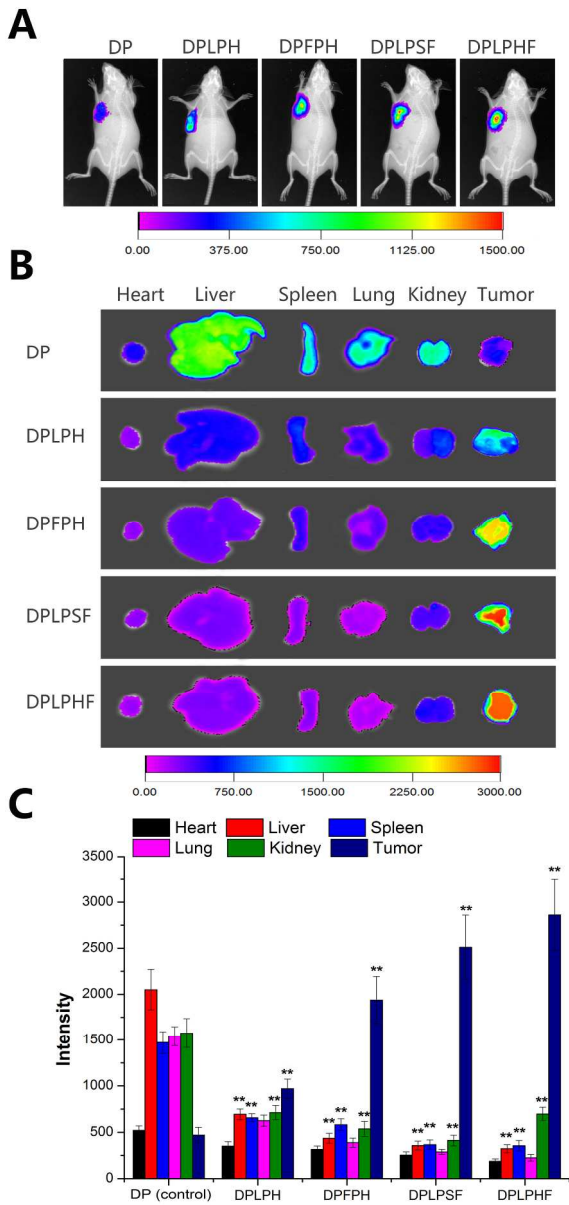 A
DP DPLPH DPFPH DPLPSF DPLPHF
0.00 375.00 750.00 1125.00 1500.00
B
Heart Liver Spleen Lung Kidney Tumor
DP
DPLPH
DPFPH
DPLPSF
DPLPHF
0.00 750.00 1500.00 2250.00 3000.00
C
Heart Liver Spleen
Lung Kidney Tumor
3500
3000
2500
2000
1500
1000
500
0
Intensity
** ** ** **
** ** ** **
** ** ** **
** ** ** **
DP (control) DPLPH DPFPH DPLPSF DPLPHF